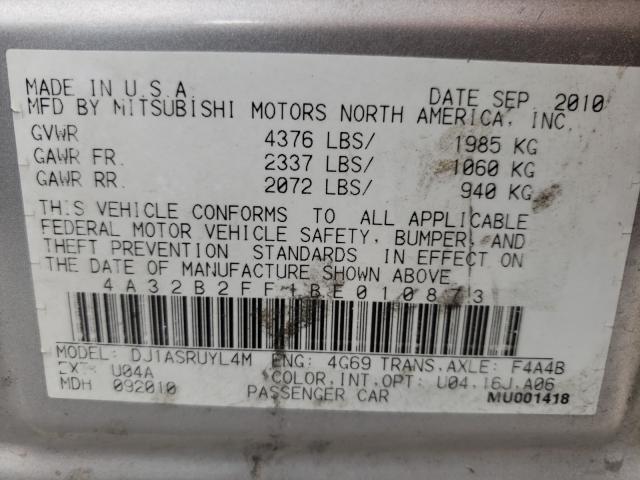 MADE IN U.S.A. DATE SEP 2010
MFD BY MITSUBISHI MOTORS NORTH AMERICA, INC.
GVWR 4376 LBS/ 1985 KG
GAWR FR. 2337 LBS/ 1060 KG
GAWR RR. 2072 LBS/ 940 KG
THIS VEHICLE CONFORMS TO ALL APPLICABLE
FEDERAL MOTOR VEHICLE SAFETY, BUMPER, AND
THEFT PREVENTION STANDARDS IN EFFECT ON
THE DATE OF MANUFACTURE SHOWN ABOVE
4A32B2FF1BE010873
MODEL: DJ1ASRUYL4M ENG: 4G69 TRANS.AXLE: F4A4B
EXT: U04A COLOR,INT,OPT: U04,16J,A06
MDH 092010 PASSENGER CAR MU001418